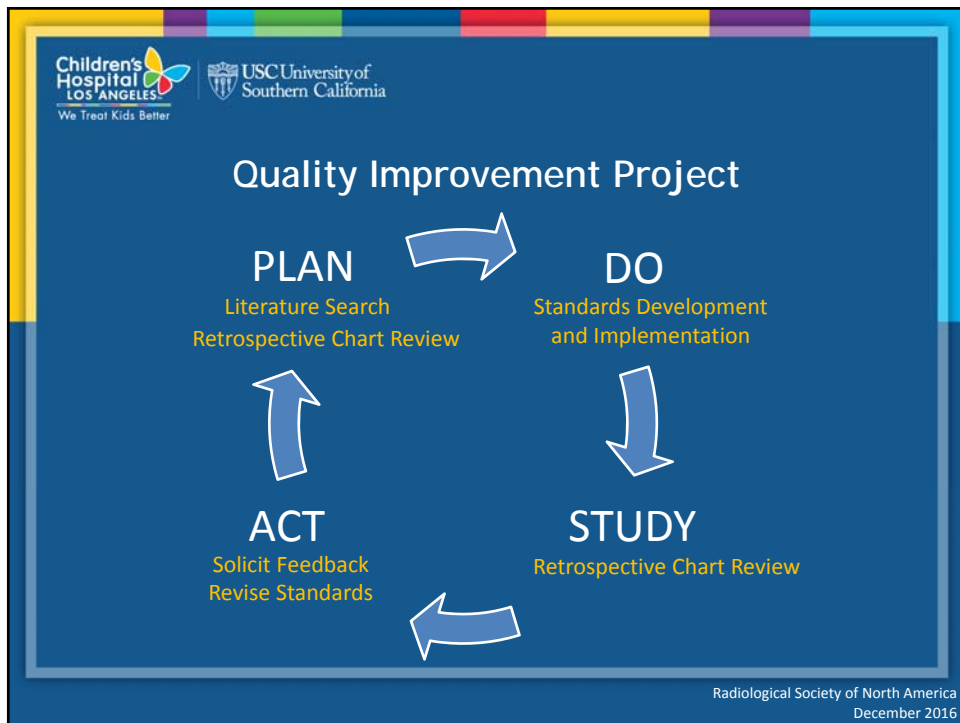 Children's
Hospital
LOS ANGELES
We Treat Kids Better
USC University of
Southern California
Quality Improvement Project
PLAN
Literature Search
Retrospective Chart Review
DO
Standards Development
and Implementation
ACT
Solicit Feedback
Revise Standards
STUDY
Retrospective Chart Review
Radiological Society of North America
December 2016